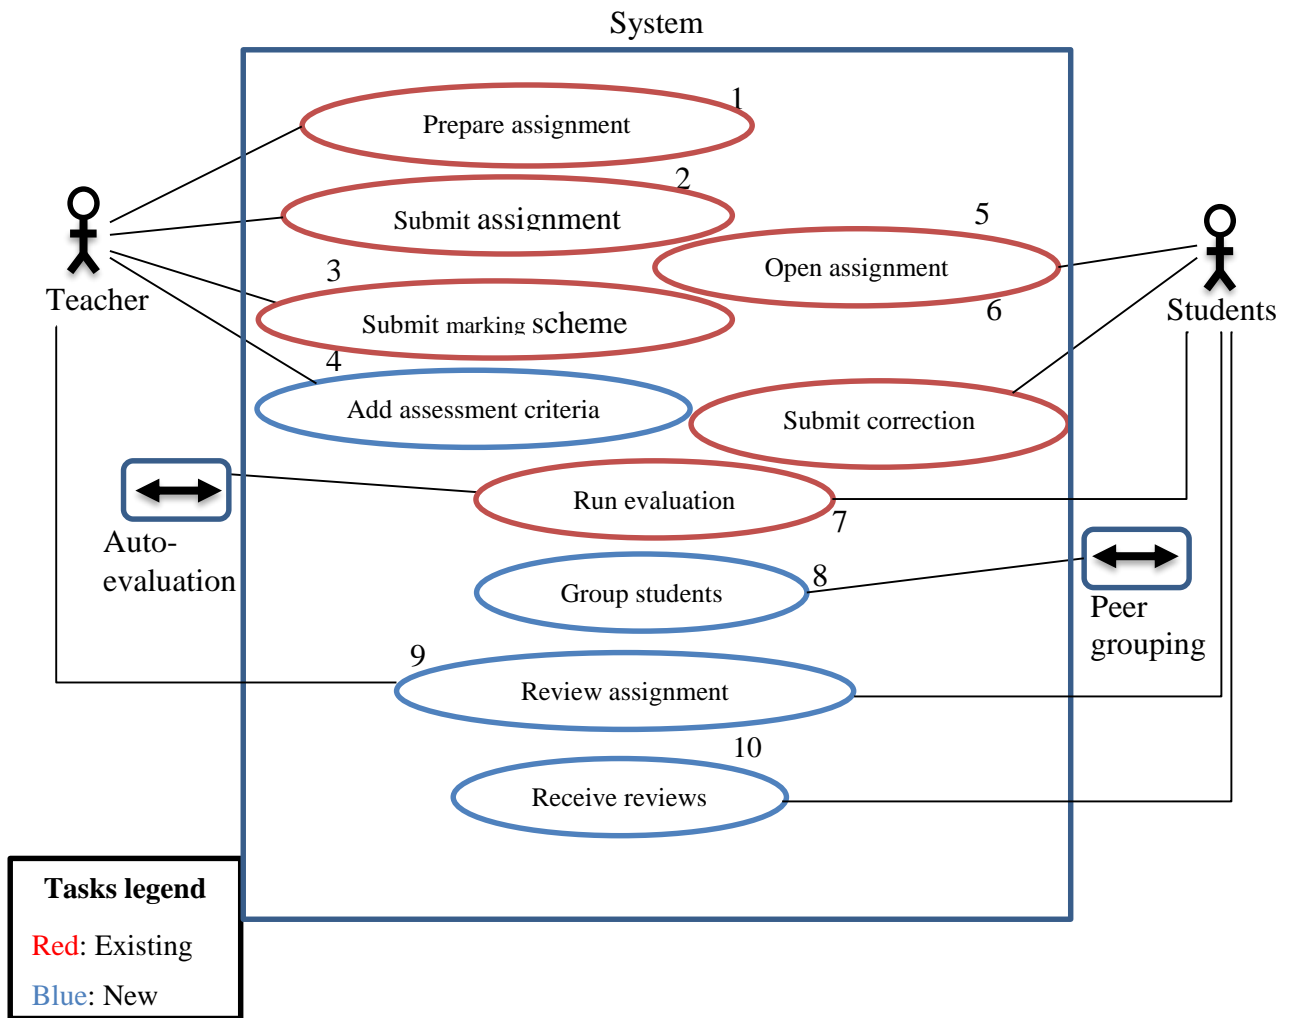 System
1
Prepare assignment
2
Submit assignment
5
Open assignment
3
Submit marking scheme
6
Teacher
Students
4
Add assessment criteria
Submit correction
Run evaluation
7
Auto-
evaluation
8
Group students
Peer
grouping
9
Review assignment
10
Receive reviews
Tasks legend
Red: Existing
Blue: New